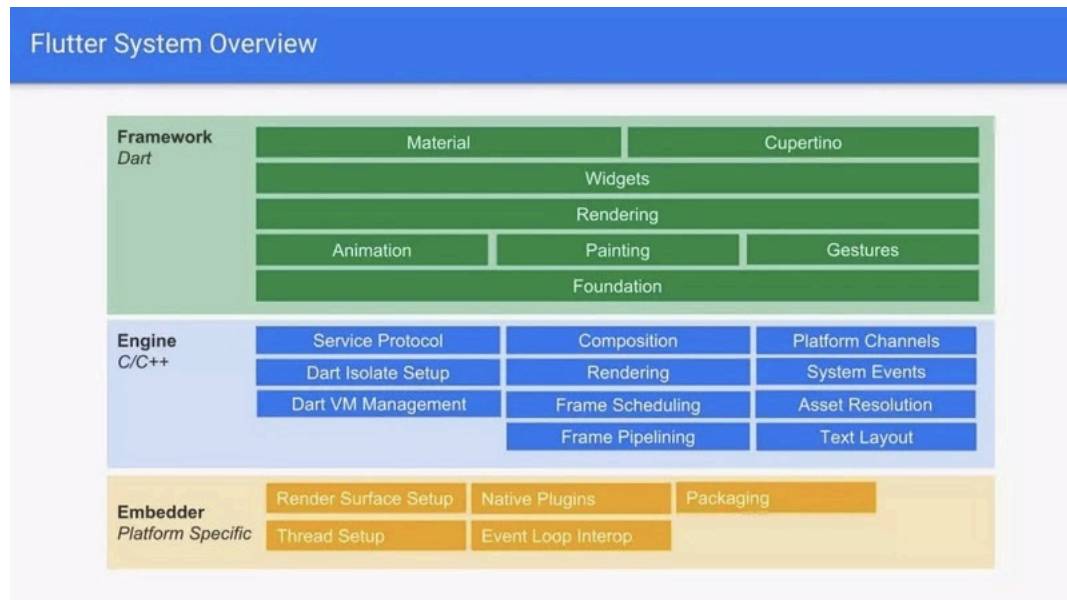 Flutter System Overview
Framework
Dart
Material
Cupertino
Widgets
Rendering
Animation
Painting
Gestures
Foundation
Engine
C/C++
Service Protocol
Composition
Platform Channels
Dart Isolate Setup
Rendering
System Events
Dart VM Management
Frame Scheduling
Asset Resolution
Frame Pipelining
Text Layout
Embedder
Platform Specific
Render Surface Setup
Native Plugins
Packaging
Thread Setup
Event Loop Interop